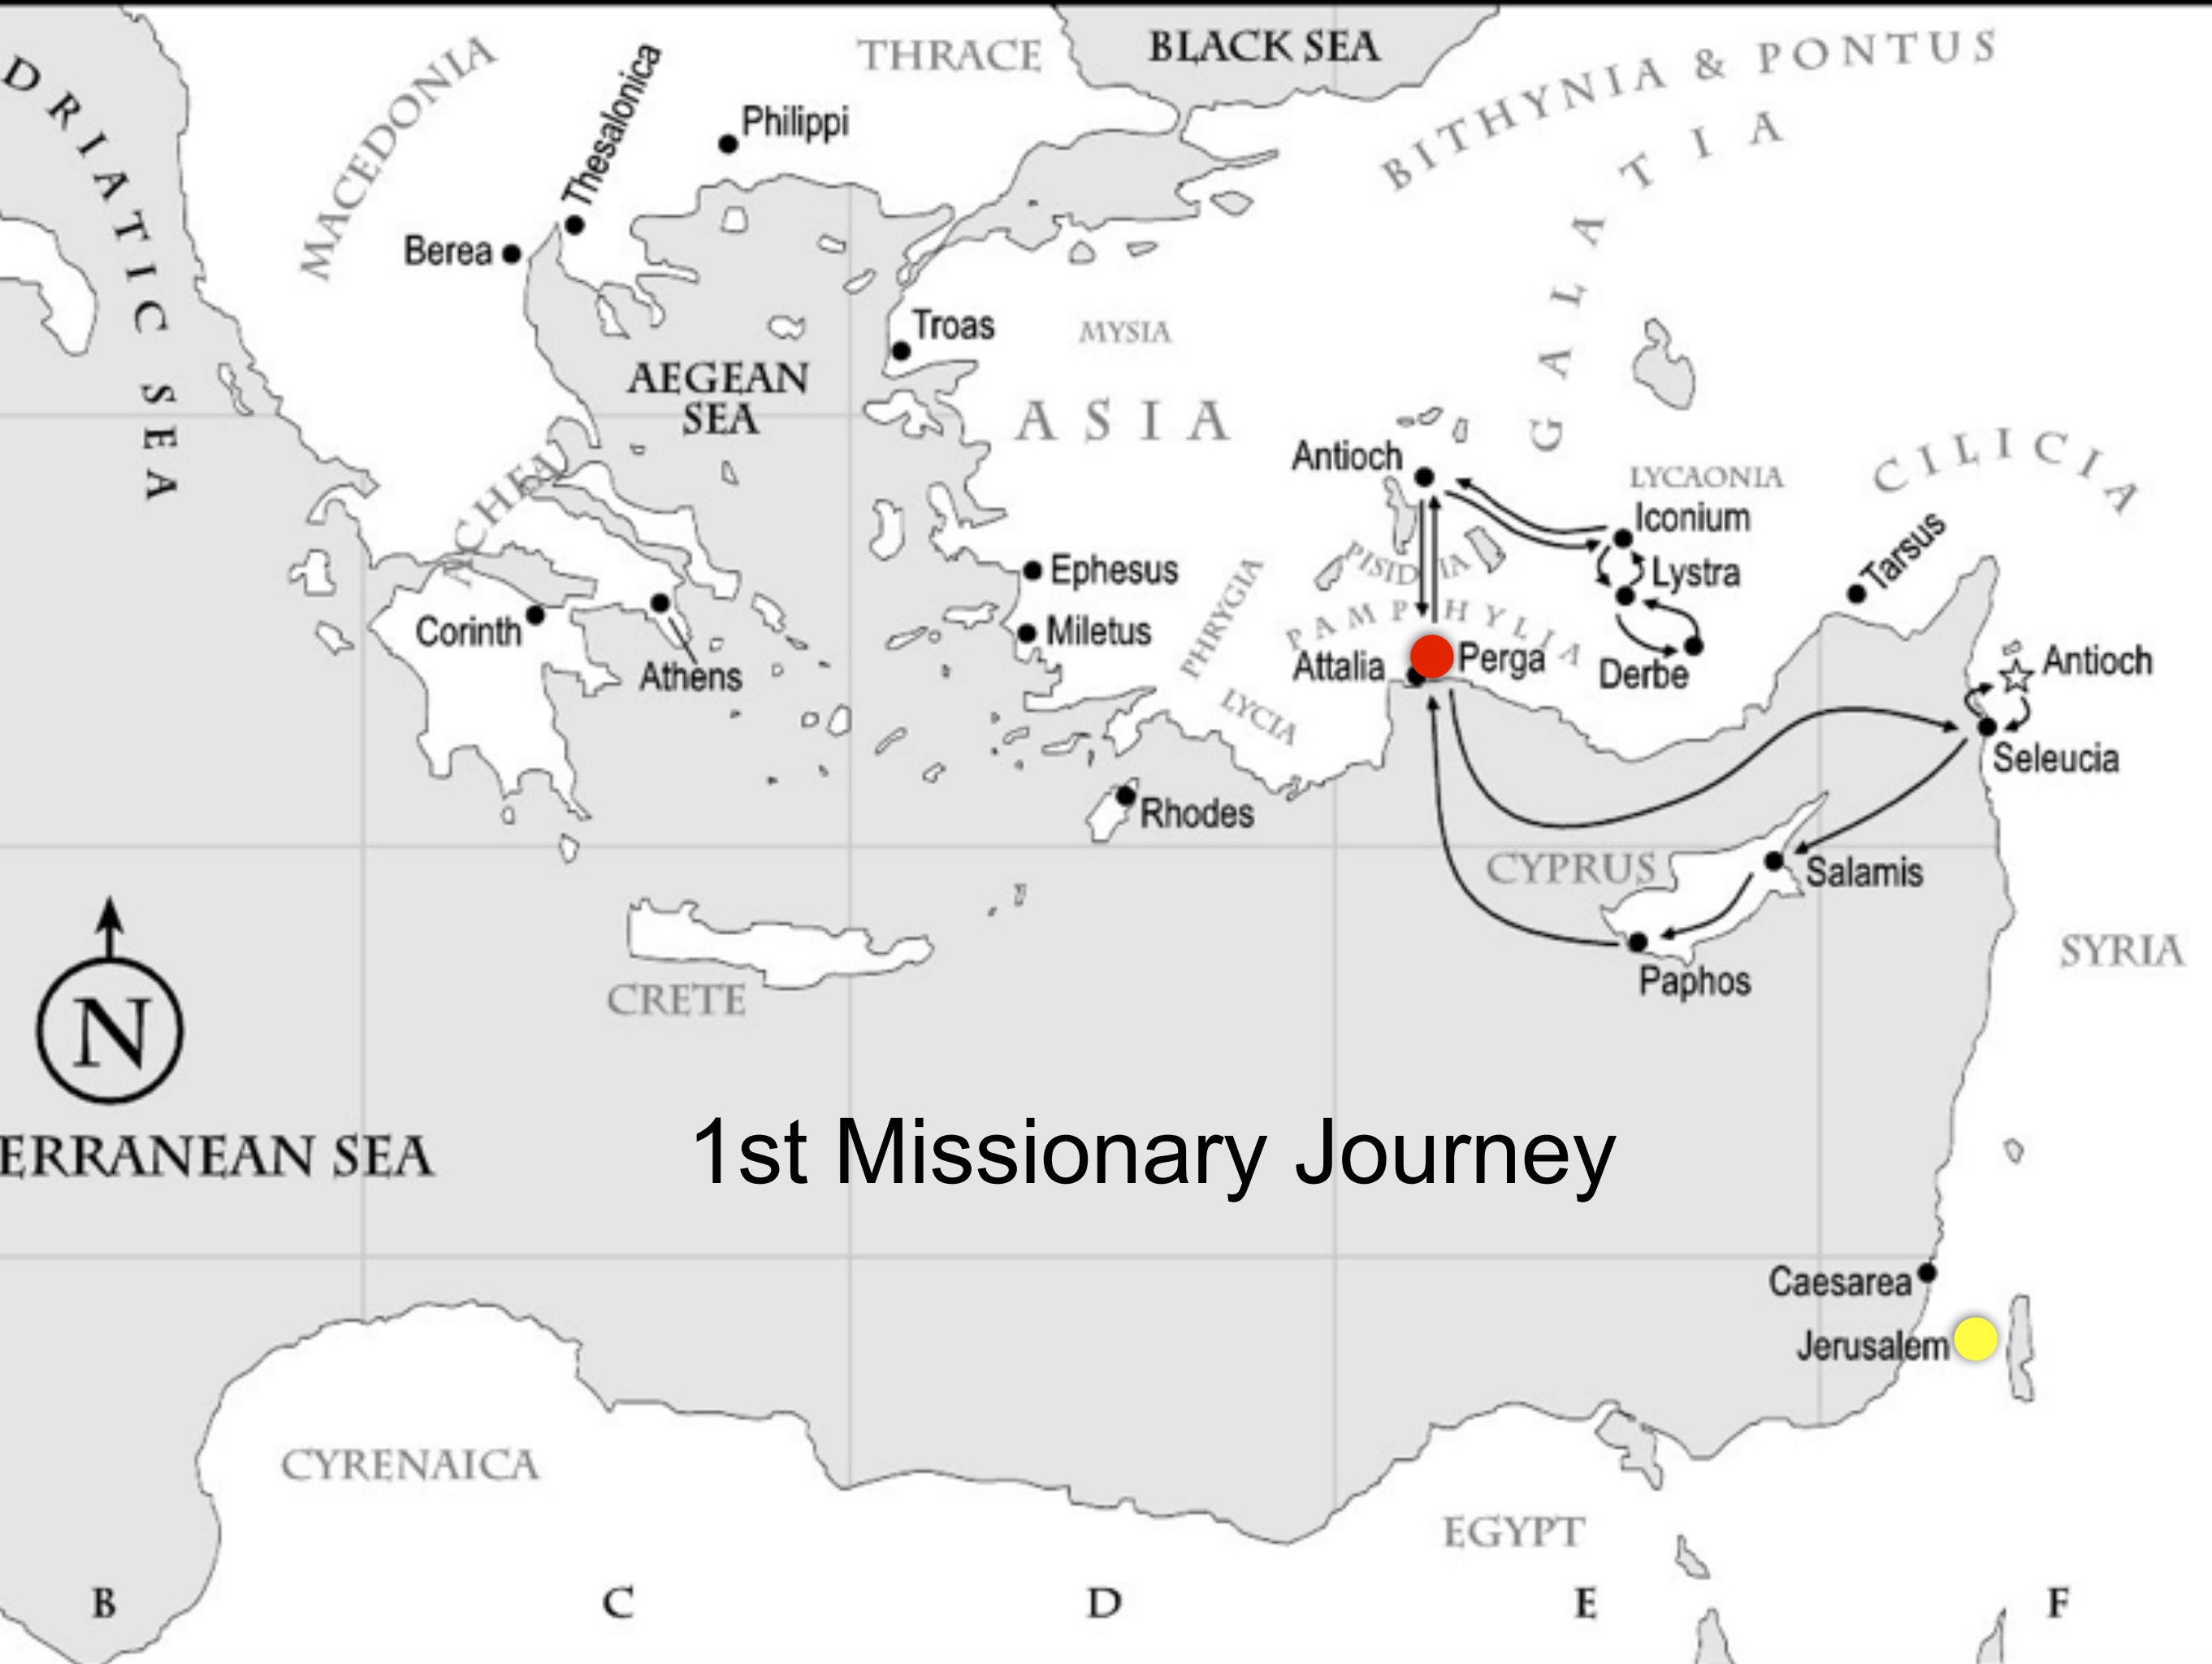 BLACK SEA
THRACE
BITHYNIA & PONTUS
MACEDONIA
Thesalonica
Philippi
DRIATIC SEA
GALATIA
Berea
Troas
MYSIA
AEGEAN
SEA
ASIA
Antioch
LYCAONIA
CILICIA
Iconium
ACHEA
Tarsus
Ephesus
PISIDIA
Lystra
PHRYGIA
PAMPHYLIA
Corinth
Miletus
Athens
Attalia
Perga
Derbe
Antioch
LYCIA
Seleucia
Rhodes
CYPRUS
Salamis
SYRIA
Paphos
CRETE
N
ERRANEAN SEA
1st Missionary Journey
Caesarea
Jerusalem
CYRENAICA
EGYPT
B C D E F